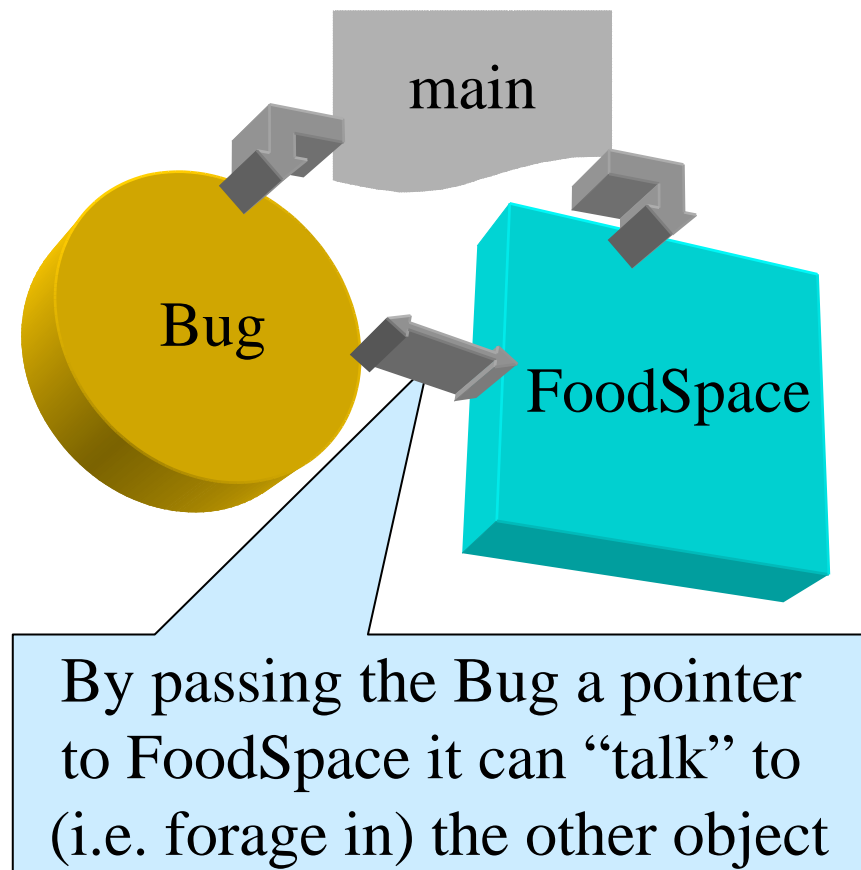 main
Bug
FoodSpace
By passing the Bug a pointer
to FoodSpace it can “talk” to
(i.e. forage in) the other object